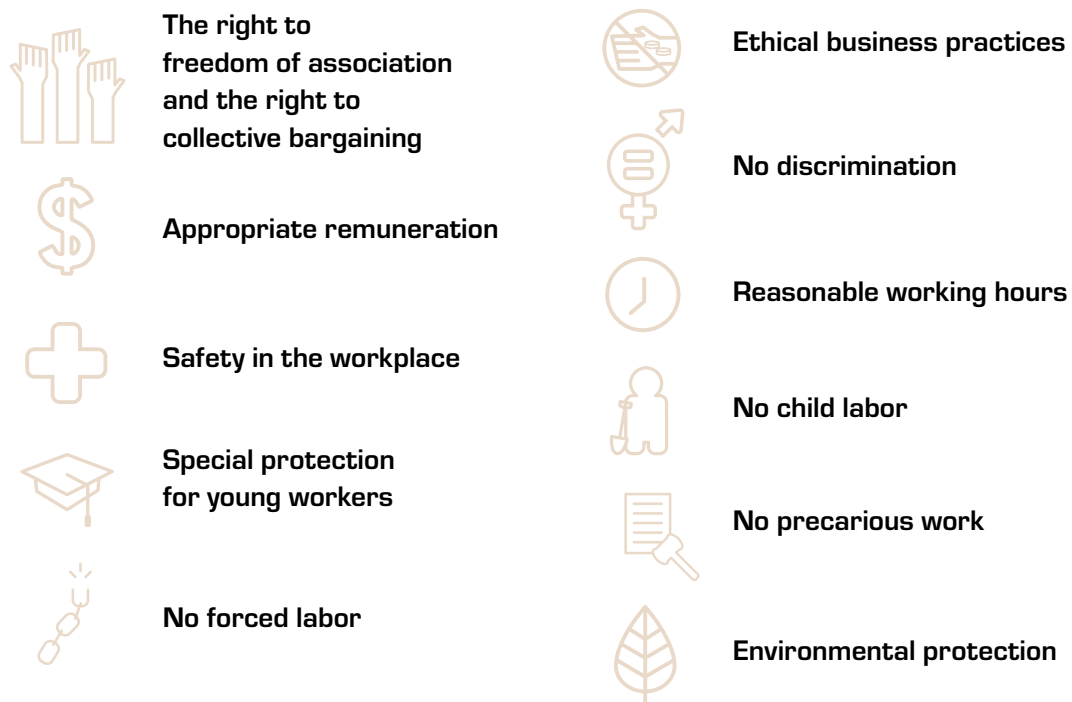 The right to
freedom of association
and the right to
collective bargaining
Appropriate remuneration
Safety in the workplace
Special protection
for young workers
No forced labor
Ethical business practices
No discrimination
Reasonable working hours
No child labor
No precarious work
Environmental protection